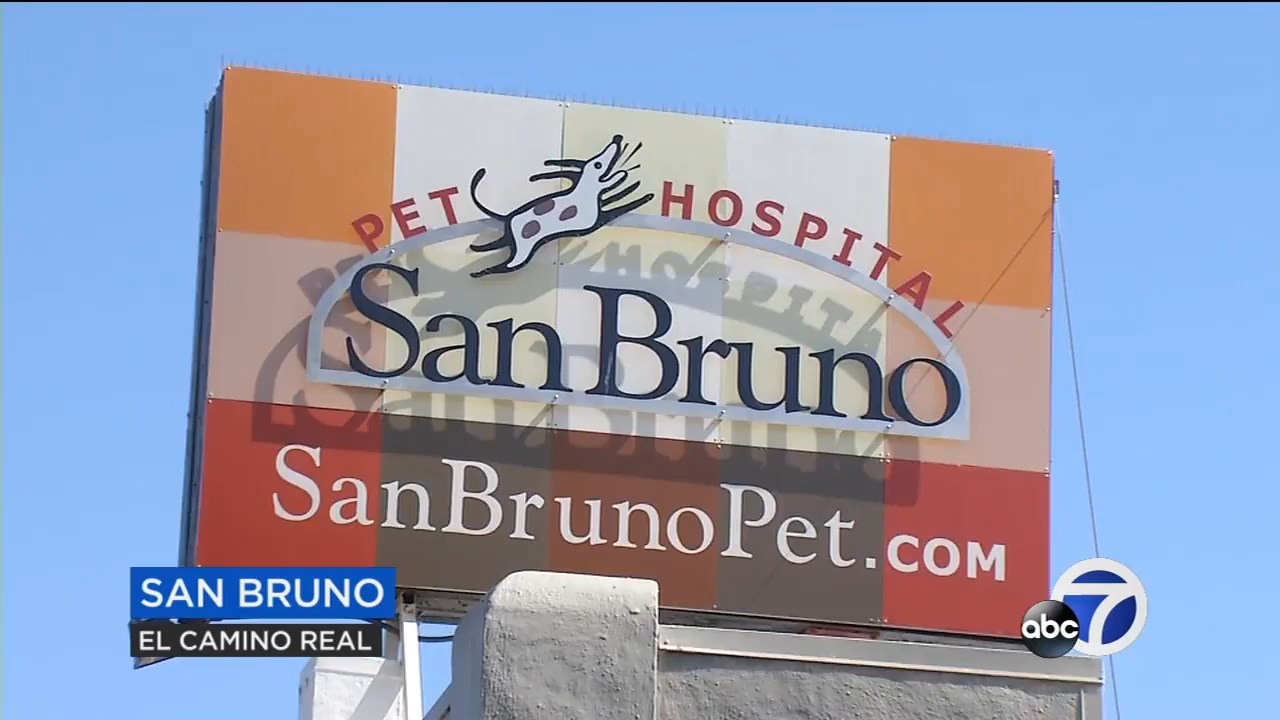 PET HOSPITAL
San Bruno
SanBrunoPet.COM
SAN BRUNO
EL CAMINO REAL
abc 7